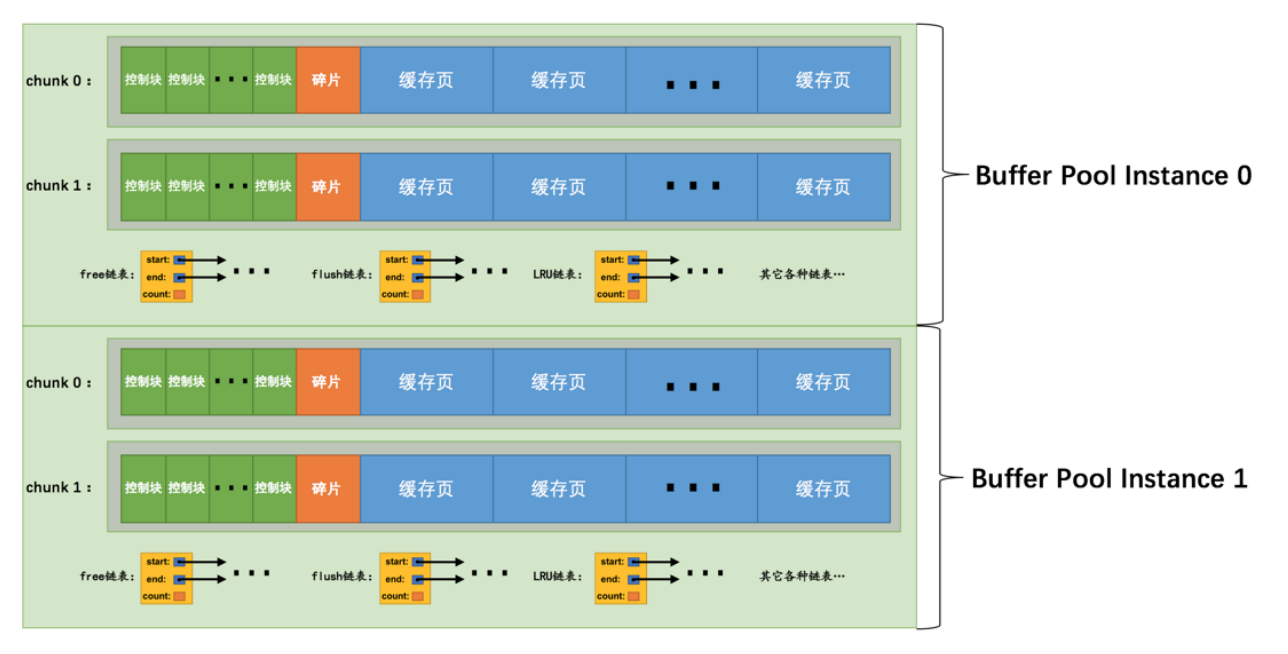 chunk 0 : 控制块 控制块 ··· 控制块 碎片 缓存页 缓存页 ··· 缓存页
chunk 1 : 控制块 控制块 ··· 控制块 碎片 缓存页 缓存页 ··· 缓存页
Buffer Pool Instance 0
free链表: start: end: count: ···
flush链表: start: end: count: ···
LRU链表: start: end: count: ···
其它各种链表···
chunk 0 : 控制块 控制块 ··· 控制块 碎片 缓存页 缓存页 ··· 缓存页
chunk 1 : 控制块 控制块 ··· 控制块 碎片 缓存页 缓存页 ··· 缓存页
Buffer Pool Instance 1
free链表: start: end: count: ···
flush链表: start: end: count: ···
LRU链表: start: end: count: ···
其它各种链表···